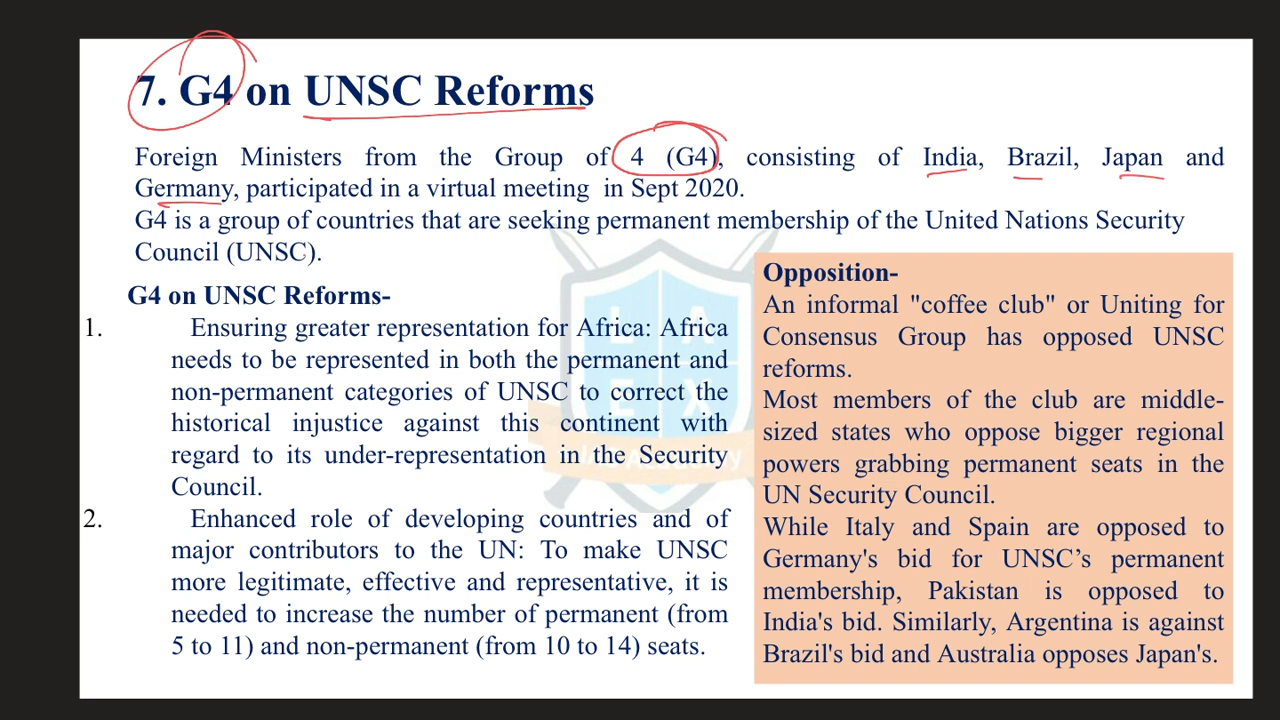 7. G4 on UNSC Reforms
Foreign Ministers from the Group of 4 (G4), consisting of India, Brazil, Japan and
Germany, participated in a virtual meeting in Sept 2020.
G4 is a group of countries that are seeking permanent membership of the United Nations Security
Council (UNSC).
G4 on UNSC Reforms-
1. Ensuring greater representation for Africa: Africa
needs to be represented in both the permanent and
non-permanent categories of UNSC to correct the
historical injustice against this continent with
regard to its under-representation in the Security
Council.
2. Enhanced role of developing countries and of
major contributors to the UN: To make UNSC
more legitimate, effective and representative, it is
needed to increase the number of permanent (from
5 to 11) and non-permanent (from 10 to 14) seats.
Opposition-
An informal "coffee club" or Uniting for
Consensus Group has opposed UNSC
reforms.
Most members of the club are middle-
sized states who oppose bigger regional
powers grabbing permanent seats in the
UN Security Council.
While Italy and Spain are opposed to
Germany's bid for UNSC’s permanent
membership, Pakistan is opposed to
India's bid. Similarly, Argentina is against
Brazil's bid and Australia opposes Japan's.